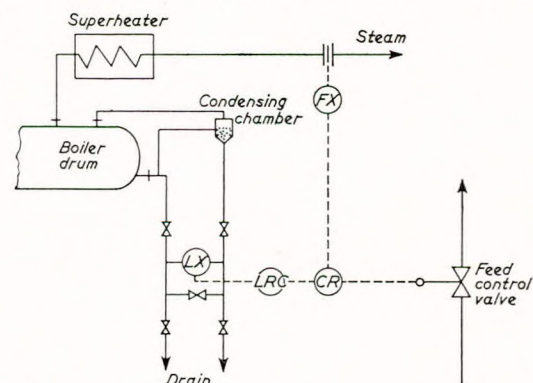 Superheater
Steam
Condensing
chamber
FX
Boiler
drum
LX
LRC
CR
Feed
control
valve
Drain